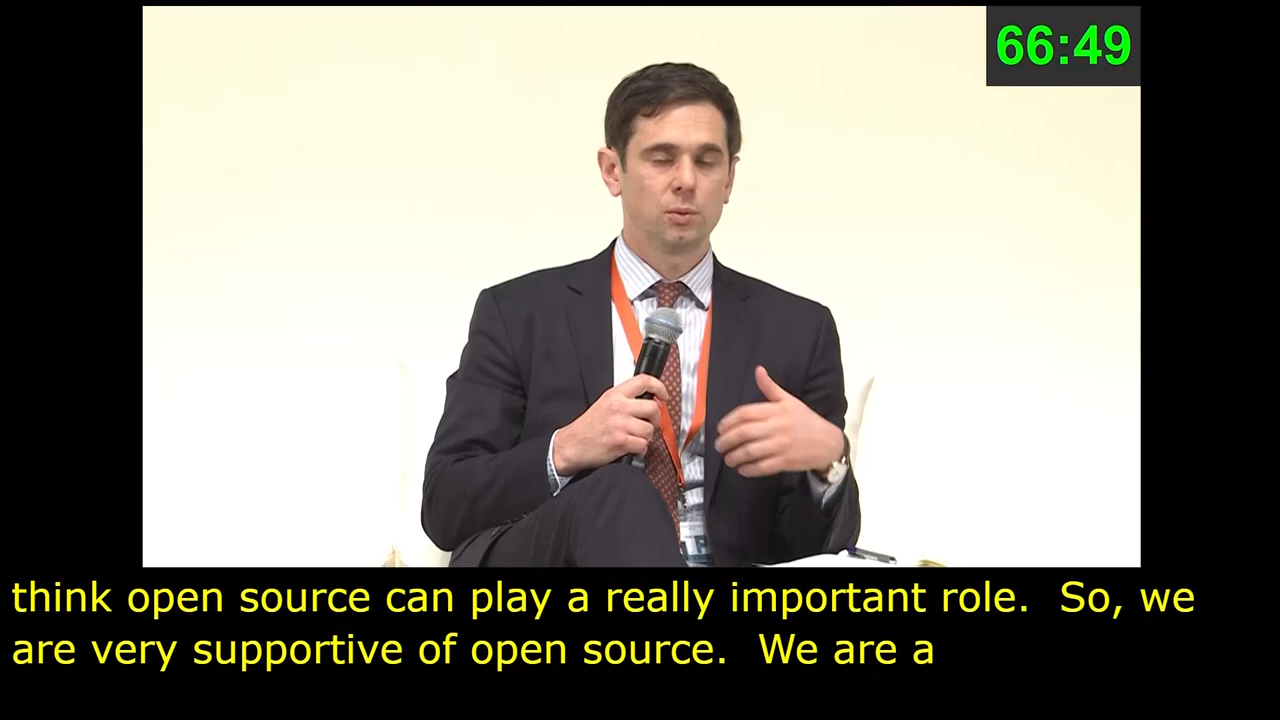 66:49
think open source can play a really important role.  So, we
are very supportive of open source.  We are a